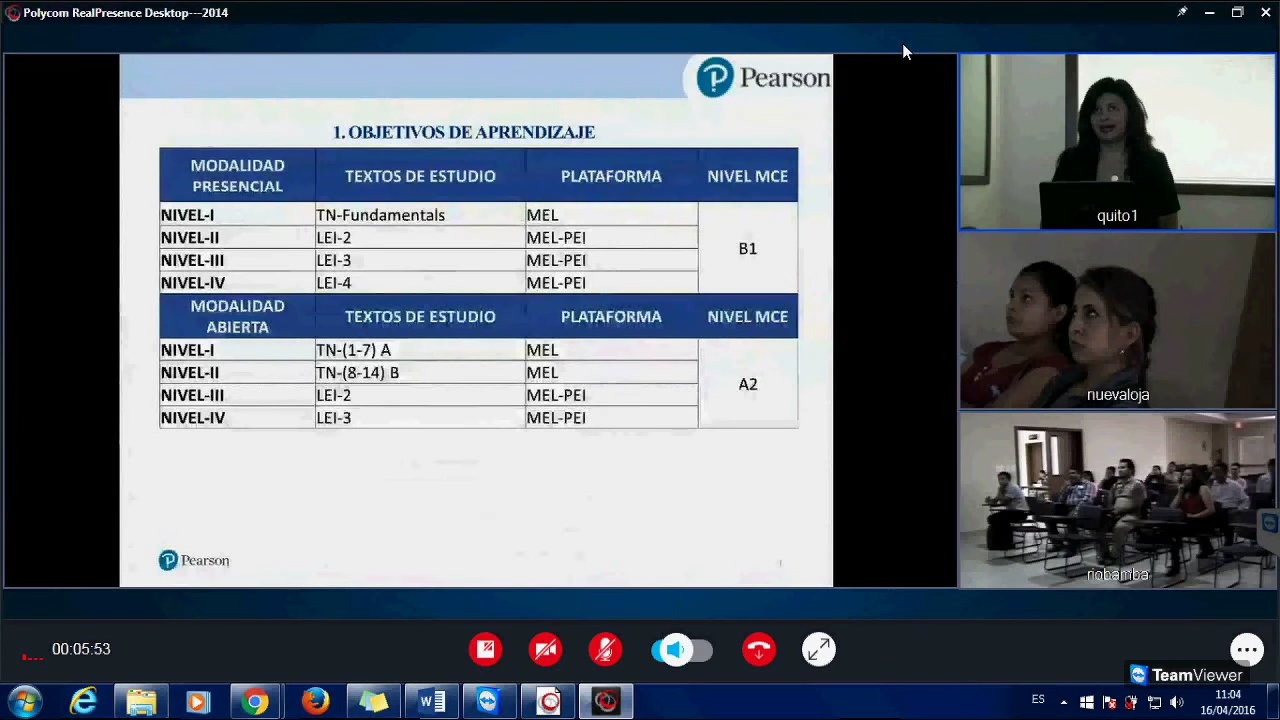 Polycom RealPresence Desktop---2014
Pearson
1. OBJETIVOS DE APRENDIZAJE
MODALIDAD PRESENCIAL TEXTOS DE ESTUDIO PLATAFORMA NIVEL MCE
NIVEL-I TN-Fundamentals MEL
NIVEL-II LEI-2 MEL-PEI
B1
NIVEL-III LEI-3 MEL-PEI
NIVEL-IV LEI-4 MEL-PEI
MODALIDAD ABIERTA TEXTOS DE ESTUDIO PLATAFORMA NIVEL MCE
NIVEL-I TN-(1-7) A MEL
NIVEL-II TN-(8-14) B MEL
A2
NIVEL-III LEI-2 MEL-PEI
NIVEL-IV LEI-3 MEL-PEI
Pearson
quito1
nuevaloja
riobamba
00:05:53
TeamViewer
ES
11:04
16/04/2016